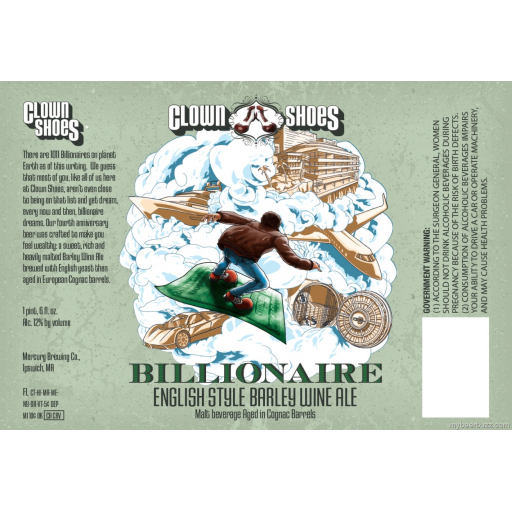 CLOWN
SHOES
There are 1011 Billionaires on planet
Earth as of this writing. We guess
that most of you, like all of us here
at Clown Shoes, aren't even close
to being on that list and yet dream,
every now and then, billionaire
dreams. Our fourth anniversary
beer was crafted to make you
feel wealthy: a sweet, rich and
heavily malted Barley Wine Ale
brewed with English yeast then
aged in European Cognac barrels.
1 pint, 6 fl. oz.
Alc. 12% by volume
Mercury Brewing Co.,
Ipswich, MA
CLOWN SHOES
BILLIONAIRE
ENGLISH STYLE BARLEY WINE ALE
Malt beverage Aged in Cognac Barrels
GOVERNMENT WARNING:
(1) ACCORDING TO THE SURGEON GENERAL, WOMEN
SHOULD NOT DRINK ALCOHOLIC BEVERAGES DURING
PREGNANCY BECAUSE OF THE RISK OF BIRTH DEFECTS.
(2) CONSUMPTION OF ALCOHOLIC BEVERAGES IMPAIRS
YOUR ABILITY TO DRIVE A CAR OR OPERATE MACHINERY,
AND MAY CAUSE HEALTH PROBLEMS.
mybeerbuzz.com